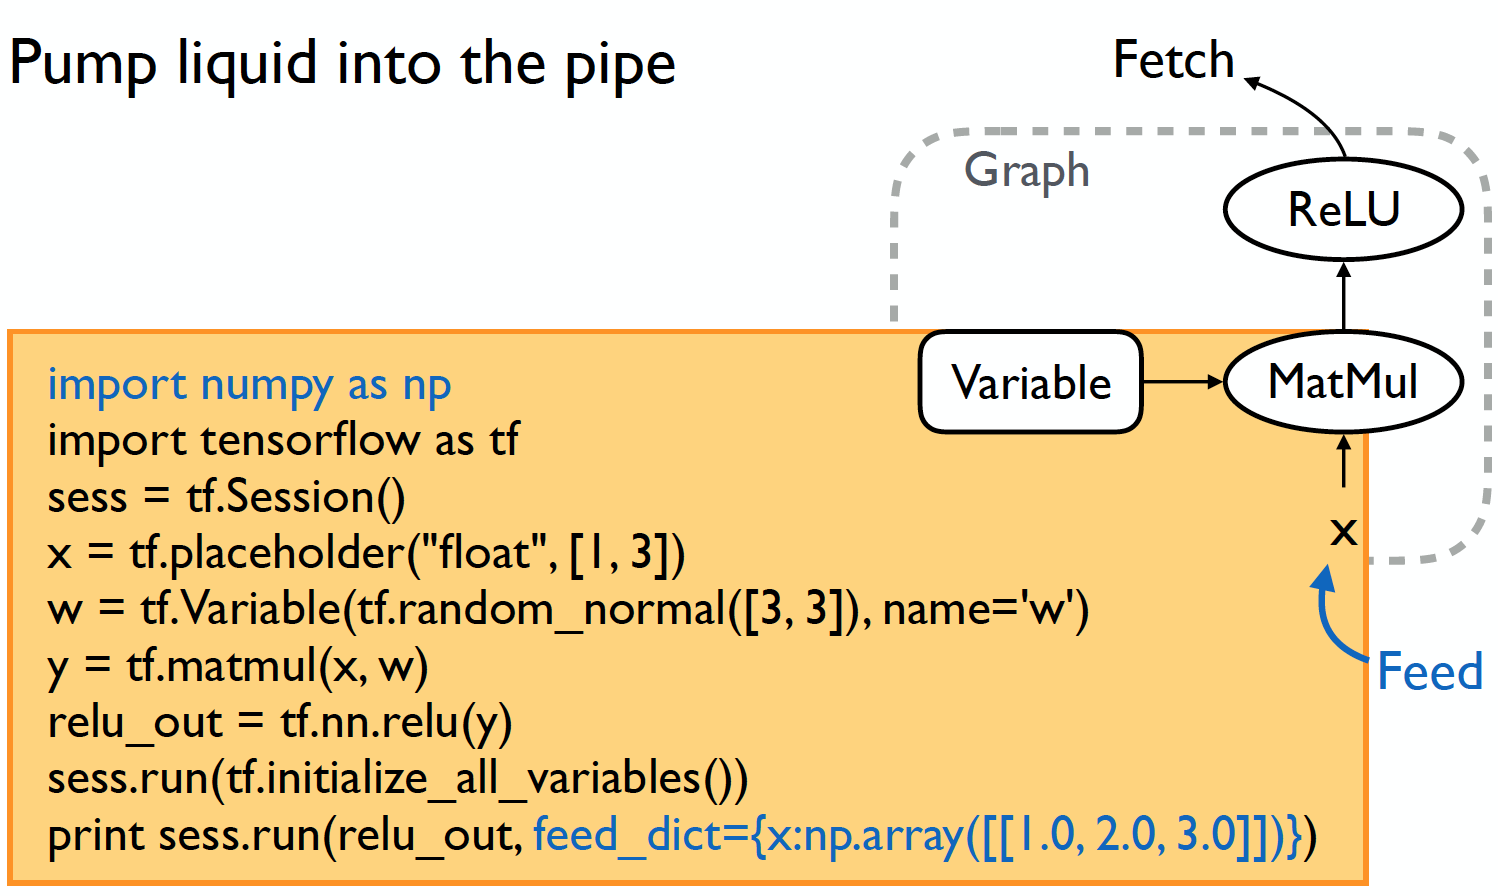 Pump liquid into the pipe
Fetch
Graph
ReLU
Variable
MatMul
x
Feed
import numpy as np
import tensorflow as tf
sess = tf.Session()
x = tf.placeholder("float", [1, 3])
w = tf.Variable(tf.random_normal([3, 3]), name='w')
y = tf.matmul(x, w)
relu_out = tf.nn.relu(y)
sess.run(tf.initialize_all_variables())
print sess.run(relu_out, feed_dict={x:np.array([[1.0, 2.0, 3.0]])})